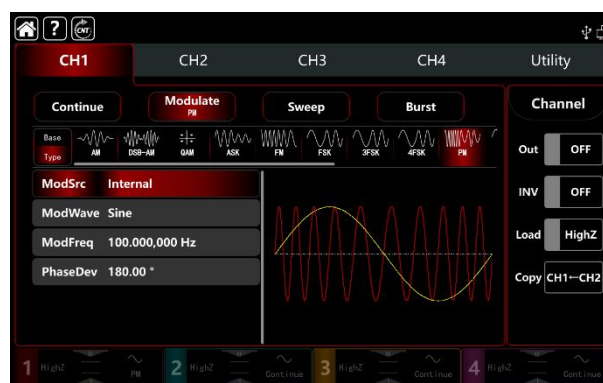 ? CNT
CH1 CH2 CH3 CH4 Utility
Continue Modulate PM Sweep Burst Channel
Base Type AM DSB-AM QAM ASK FM FSK 3FSK 4FSK PM
Out OFF
ModSrc Internal
INV OFF
ModWave Sine
ModFreq 100.000,000 Hz
Load HighZ
PhaseDev 180.00 °
Copy CH1←CH2
1 HighZ PM 2 HighZ Continue 3 HighZ Continue 4 HighZ Continue